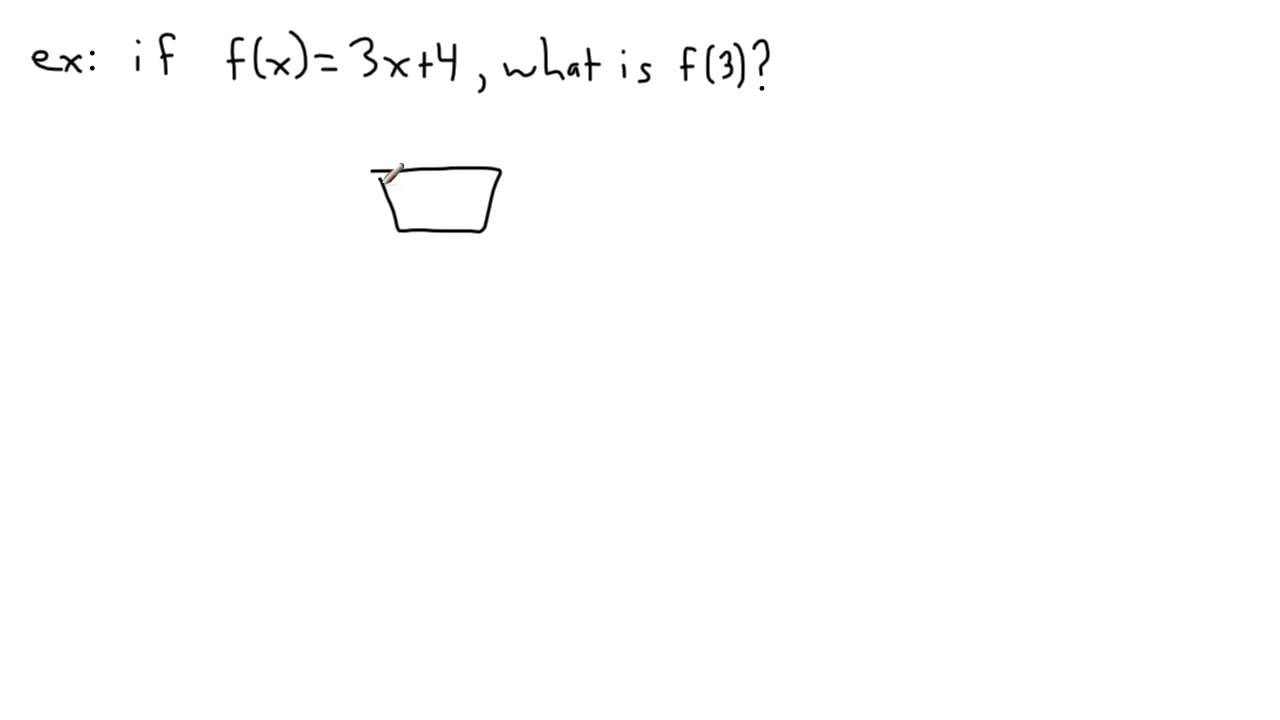 ex: if f(x)=3x+4, what is f(3)?